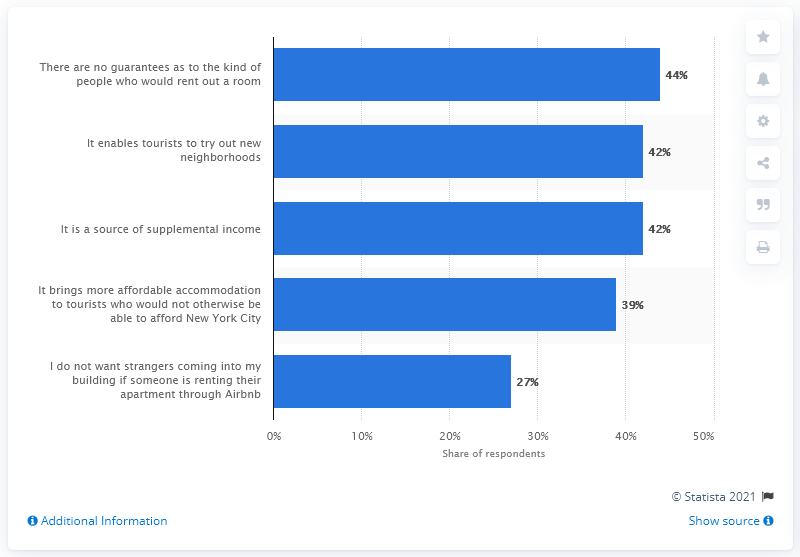 There are no guarantees as to the kind of
people who would rent out a room
44%
It enables tourists to try out new
neighborhoods
42%
It is a source of supplemental income
42%
It brings more affordable accommodation
to tourists who would not otherwise be
able to afford New York City
39%
I do not want strangers coming into my
building if someone is renting their
apartment through Airbnb
27%
0% 10% 20% 30% 40% 50%
Share of respondents
© Statista 2021
Additional Information
Show source